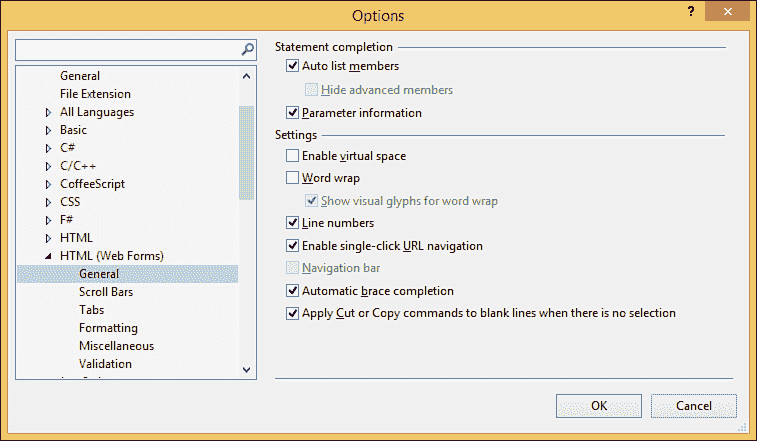 Options
?
General
File Extension
All Languages
Basic
C#
C/C++
CoffeeScript
CSS
F#
HTML
HTML (Web Forms)
General
Scroll Bars
Tabs
Formatting
Miscellaneous
Validation
Statement completion
Auto list members
Hide advanced members
Parameter information
Settings
Enable virtual space
Word wrap
Show visual glyphs for word wrap
Line numbers
Enable single-click URL navigation
Navigation bar
Automatic brace completion
Apply Cut or Copy commands to blank lines when there is no selection
OK
Cancel